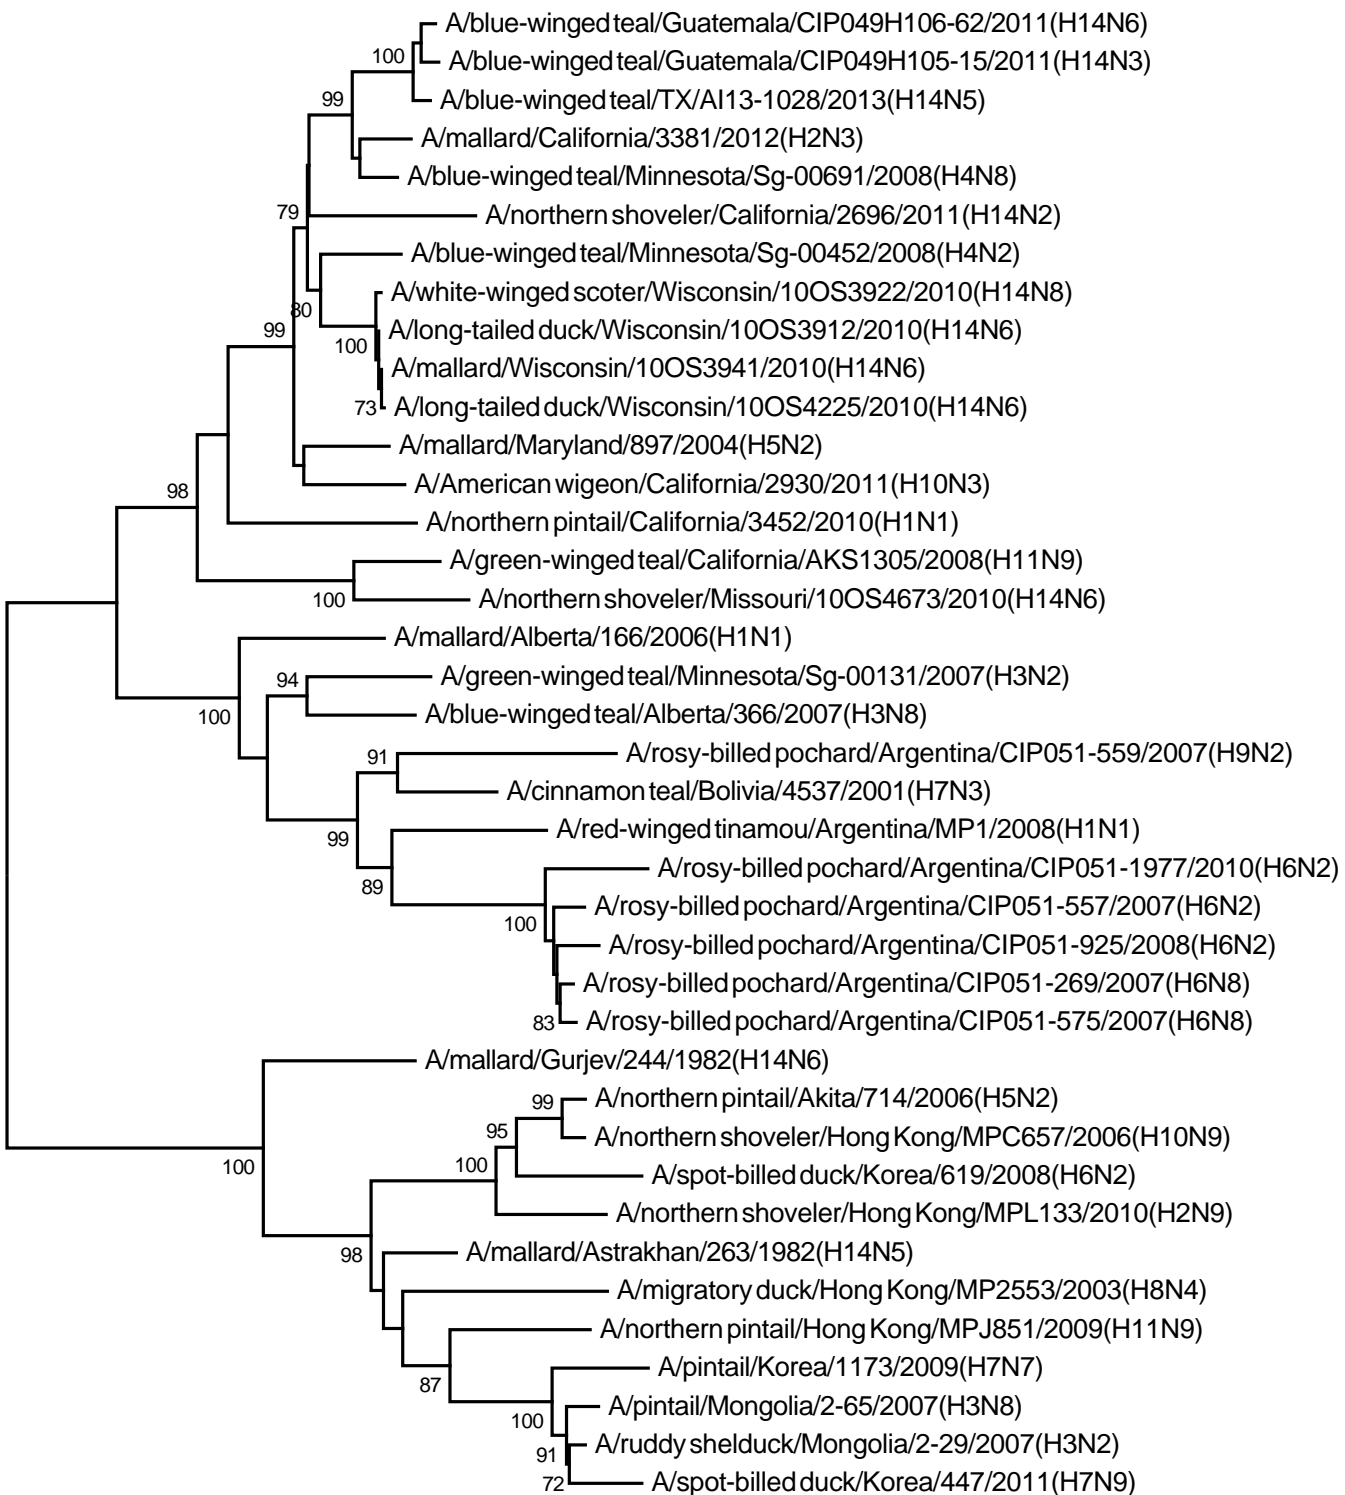 A/blue-winged teal/Guatemala/CIP049H106-62/2011(H14N6)
100
A/blue-winged teal/Guatemala/CIP049H105-15/2011(H14N3)
99
A/blue-winged teal/TX/AI13-1028/2013(H14N5)
A/mallard/California/3381/2012(H2N3)
A/blue-winged teal/Minnesota/Sg-00691/2008(H4N8)
79
A/northern shoveler/California/2696/2011(H14N2)
A/blue-winged teal/Minnesota/Sg-00452/2008(H4N2)
A/white-winged scoter/Wisconsin/10OS3922/2010(H14N8)
80
99
A/long-tailed duck/Wisconsin/10OS3912/2010(H14N6)
100
A/mallard/Wisconsin/10OS3941/2010(H14N6)
73
A/long-tailed duck/Wisconsin/10OS4225/2010(H14N6)
A/mallard/Maryland/897/2004(H5N2)
A/American wigeon/California/2930/2011(H10N3)
98
A/northern pintail/California/3452/2010(H1N1)
A/green-winged teal/California/AKS1305/2008(H11N9)
100
A/northern shoveler/Missouri/10OS4673/2010(H14N6)
A/mallard/Alberta/166/2006(H1N1)
94
A/green-winged teal/Minnesota/Sg-00131/2007(H3N2)
100
A/blue-winged teal/Alberta/366/2007(H3N8)
91
A/rosy-billed pochard/Argentina/CIP051-559/2007(H9N2)
A/cinnamon teal/Bolivia/4537/2001(H7N3)
99
A/red-winged tinamou/Argentina/MP1/2008(H1N1)
89
A/rosy-billed pochard/Argentina/CIP051-1977/2010(H6N2)
100
A/rosy-billed pochard/Argentina/CIP051-557/2007(H6N2)
A/rosy-billed pochard/Argentina/CIP051-925/2008(H6N2)
A/rosy-billed pochard/Argentina/CIP051-269/2007(H6N8)
83
A/rosy-billed pochard/Argentina/CIP051-575/2007(H6N8)
A/mallard/Gurjev/244/1982(H14N6)
99
A/northern pintail/Akita/714/2006(H5N2)
95
A/northern shoveler/Hong Kong/MPC657/2006(H10N9)
100
100
A/spot-billed duck/Korea/619/2008(H6N2)
A/northern shoveler/Hong Kong/MPL133/2010(H2N9)
98
A/mallard/Astrakhan/263/1982(H14N5)
A/migratory duck/Hong Kong/MP2553/2003(H8N4)
A/northern pintail/Hong Kong/MPJ851/2009(H11N9)
87
A/pintail/Korea/1173/2009(H7N7)
100
A/pintail/Mongolia/2-65/2007(H3N8)
91
A/ruddy shelduck/Mongolia/2-29/2007(H3N2)
72
A/spot-billed duck/Korea/447/2011(H7N9)